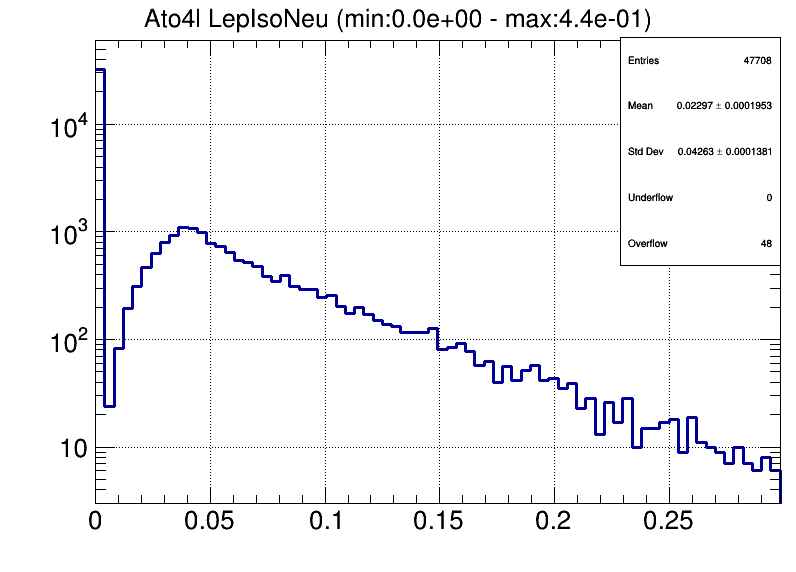 Ato4l LepIsoNeu (min:0.0e+00 - max:4.4e-01)
Entries 47708
Mean 0.02297 ± 0.0001953
Std Dev 0.04263 ± 0.0001381
Underflow 0
Overflow 48
10^4
10^3
10^2
10
0 0.05 0.1 0.15 0.2 0.25